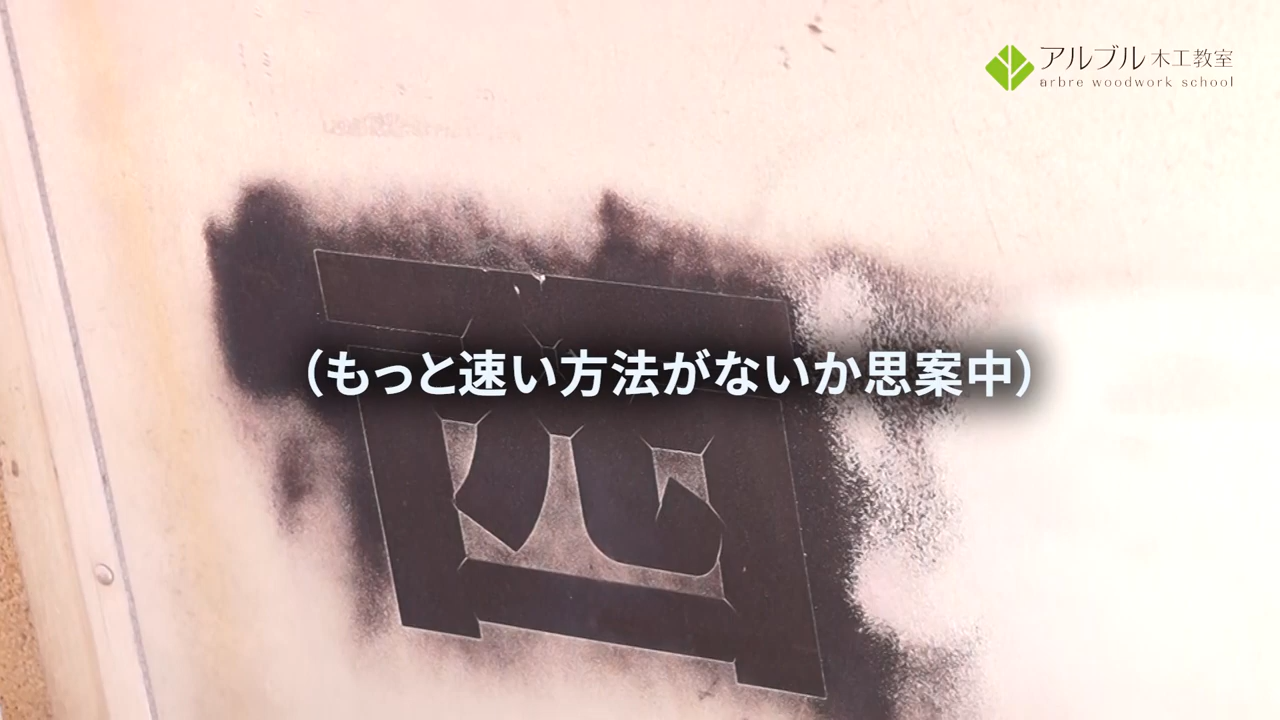 アルブル木工教室
arbre woodwork school
（もっと速い方法がないか思案中）
西